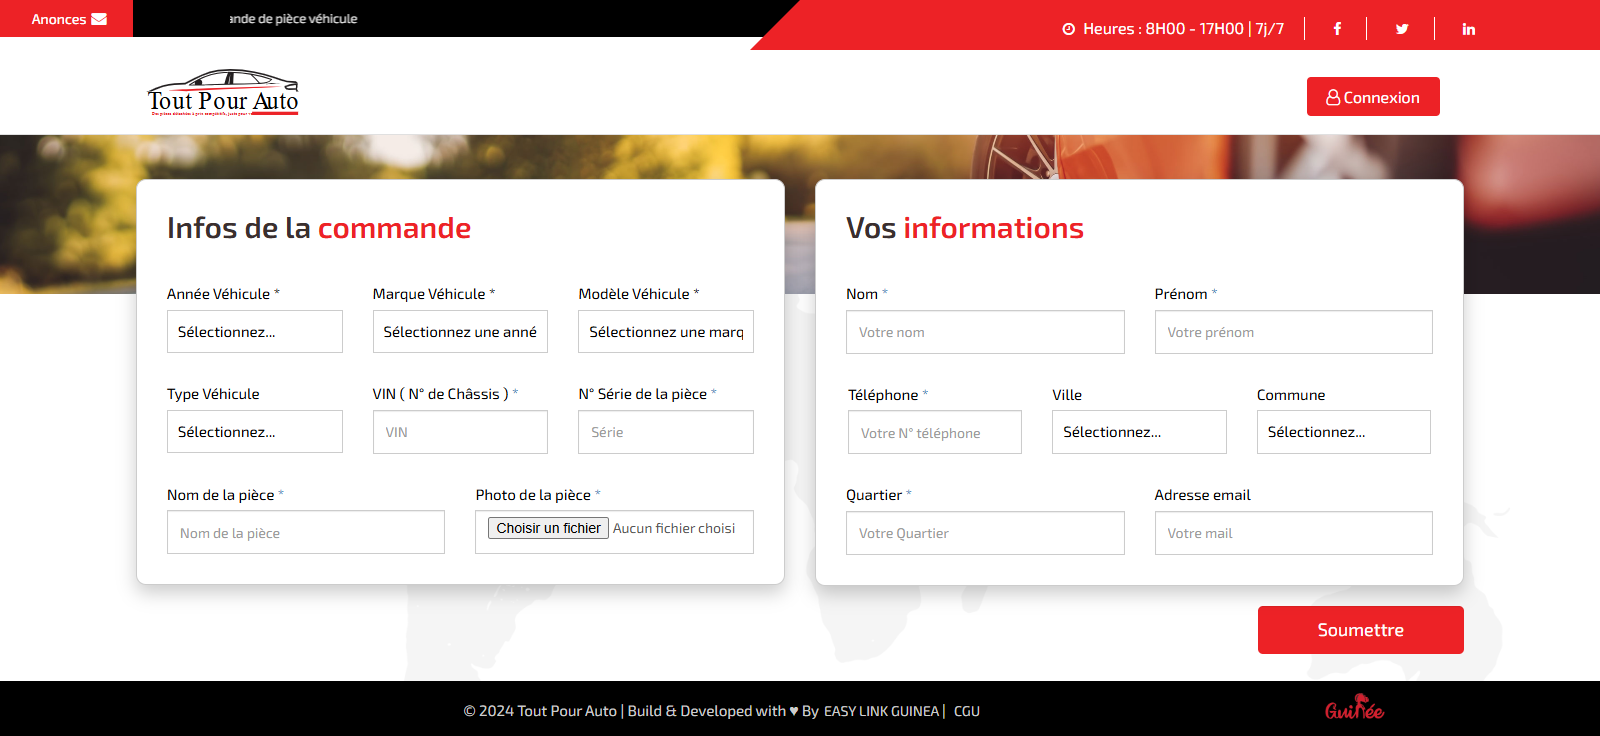 Anonces
ande de pièce véhicule
Heures : 8H00 - 17H00 | 7j/7
Tout Pour Auto
Connexion
Infos de la commande
Année Véhicule *
Marque Véhicule *
Modèle Véhicule *
Sélectionnez...
Sélectionnez une anné
Sélectionnez une marq
Type Véhicule
VIN ( N° de Châssis ) *
N° Série de la pièce *
Sélectionnez...
VIN
Série
Nom de la pièce *
Photo de la pièce *
Nom de la pièce
Choisir un fichier Aucun fichier choisi
Vos informations
Nom *
Prénom *
Votre nom
Votre prénom
Téléphone *
Ville
Commune
Votre N° téléphone
Sélectionnez...
Sélectionnez...
Quartier *
Adresse email
Votre Quartier
Votre mail
Soumettre
© 2024 Tout Pour Auto | Build & Developed with ♥ By EASY LINK GUINEA | CGU
Guinée